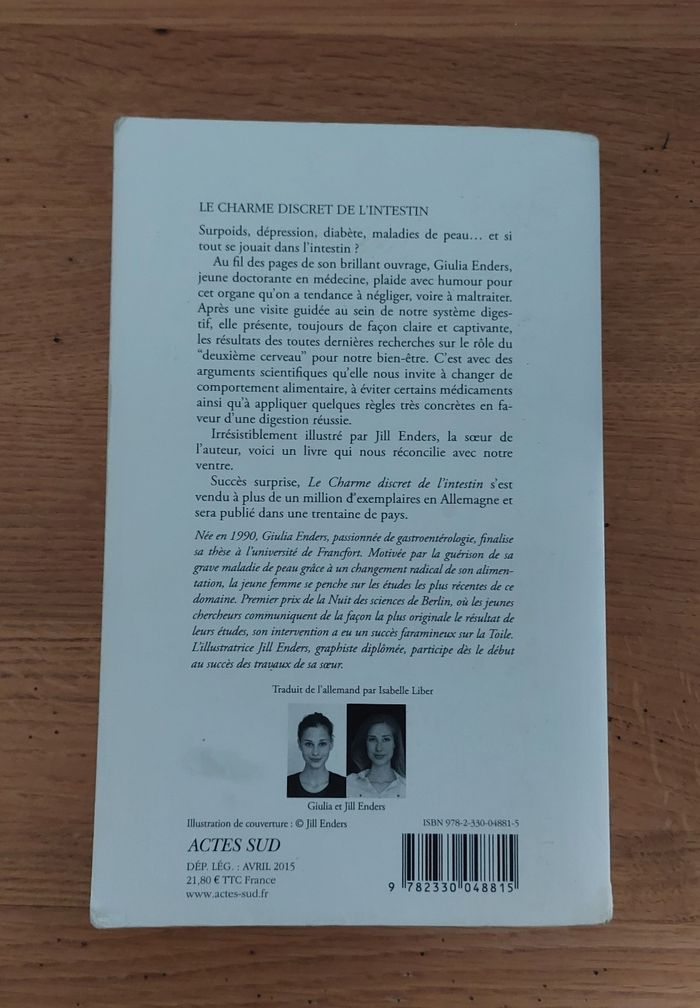 LE CHARME DISCRET DE L'INTESTIN
Surpoids, dépression, diabète, maladies de peau… et si
tout se jouait dans l'intestin ?
Au fil des pages de son brillant ouvrage, Giulia Enders,
jeune doctorante en médecine, plaide avec humour pour
cet organe qu'on a tendance à négliger, voire à maltraiter.
Après une visite guidée au sein de notre système diges-
tif, elle présente, toujours de façon claire et captivante,
les résultats des toutes dernières recherches sur le rôle du
"deuxième cerveau" pour notre bien-être. C'est avec des
arguments scientifiques qu'elle nous invite à changer de
comportement alimentaire, à éviter certains médicaments
ainsi qu'à appliquer quelques règles très concrètes en fa-
veur d'une digestion réussie.
Irrésistiblement illustré par Jill Enders, la sœur de
l'auteur, voici un livre qui nous réconcilie avec notre
ventre.
Succès surprise, Le Charme discret de l'intestin s'est
vendu à plus de un million d'exemplaires en Allemagne et
sera publié dans une trentaine de pays.
Née en 1990, Giulia Enders, passionnée de gastroentérologie, finalise
sa thèse à l'université de Francfort. Motivée par la guérison de sa
grave maladie de peau grâce à un changement radical de son alimen-
tation, la jeune femme se penche sur les études les plus récentes de ce
domaine. Premier prix de la Nuit des sciences de Berlin, où les jeunes
chercheurs communiquent de la façon la plus originale le résultat de
leurs études, son intervention a eu un succès faramineux sur la Toile.
L'illustratrice Jill Enders, graphiste diplômée, participe dès le début
au succès des travaux de sa sœur.
Traduit de l'allemand par Isabelle Liber
Giulia et Jill Enders
Illustration de couverture : © Jill Enders
ISBN 978-2-330-04881-5
ACTES SUD
DÉP. LÉG. : AVRIL 2015
21,80 € TTC France
www.actes-sud.fr
9 782330 048815